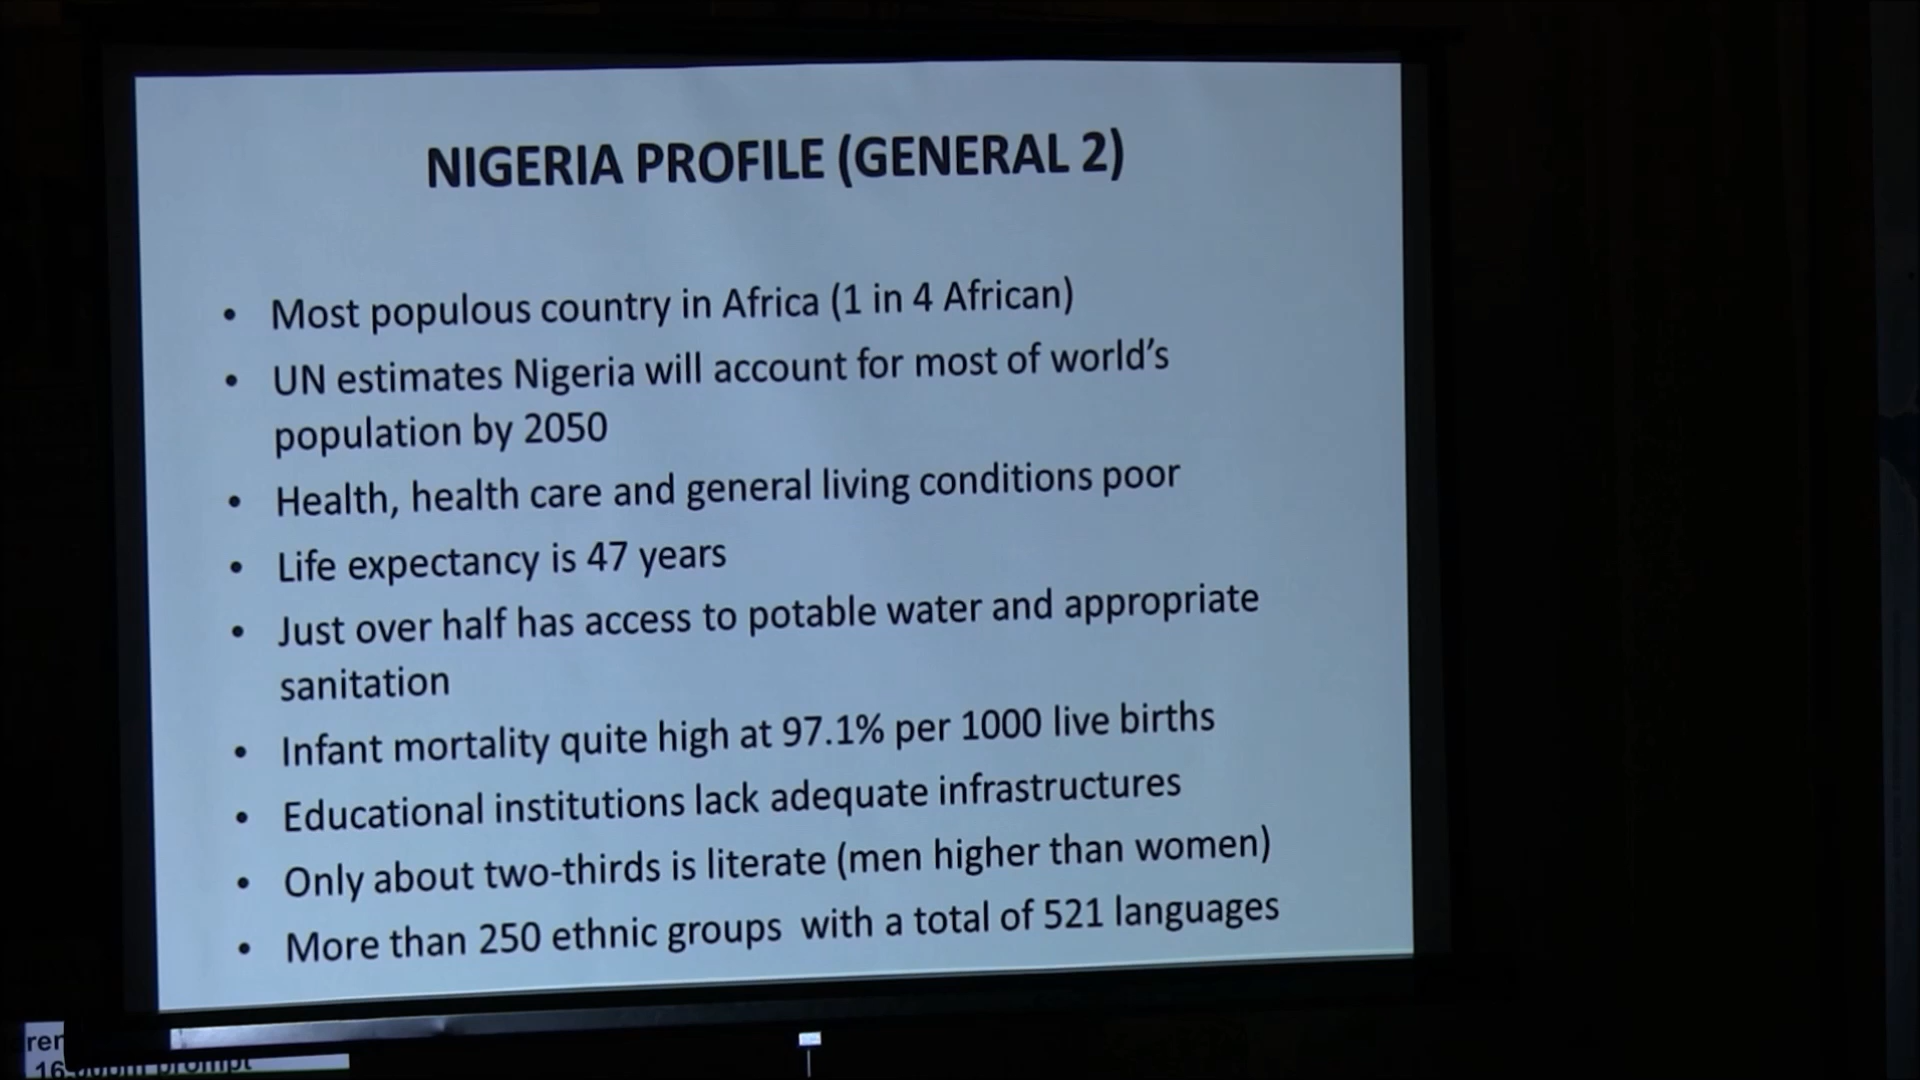 NIGERIA PROFILE (GENERAL 2)
• Most populous country in Africa (1 in 4 African)
• UN estimates Nigeria will account for most of world's
population by 2050
• Health, health care and general living conditions poor
• Life expectancy is 47 years
• Just over half has access to potable water and appropriate
sanitation
• Infant mortality quite high at 97.1% per 1000 live births
• Educational institutions lack adequate infrastructures
• Only about two-thirds is literate (men higher than women)
• More than 250 ethnic groups with a total of 521 languages
prompt